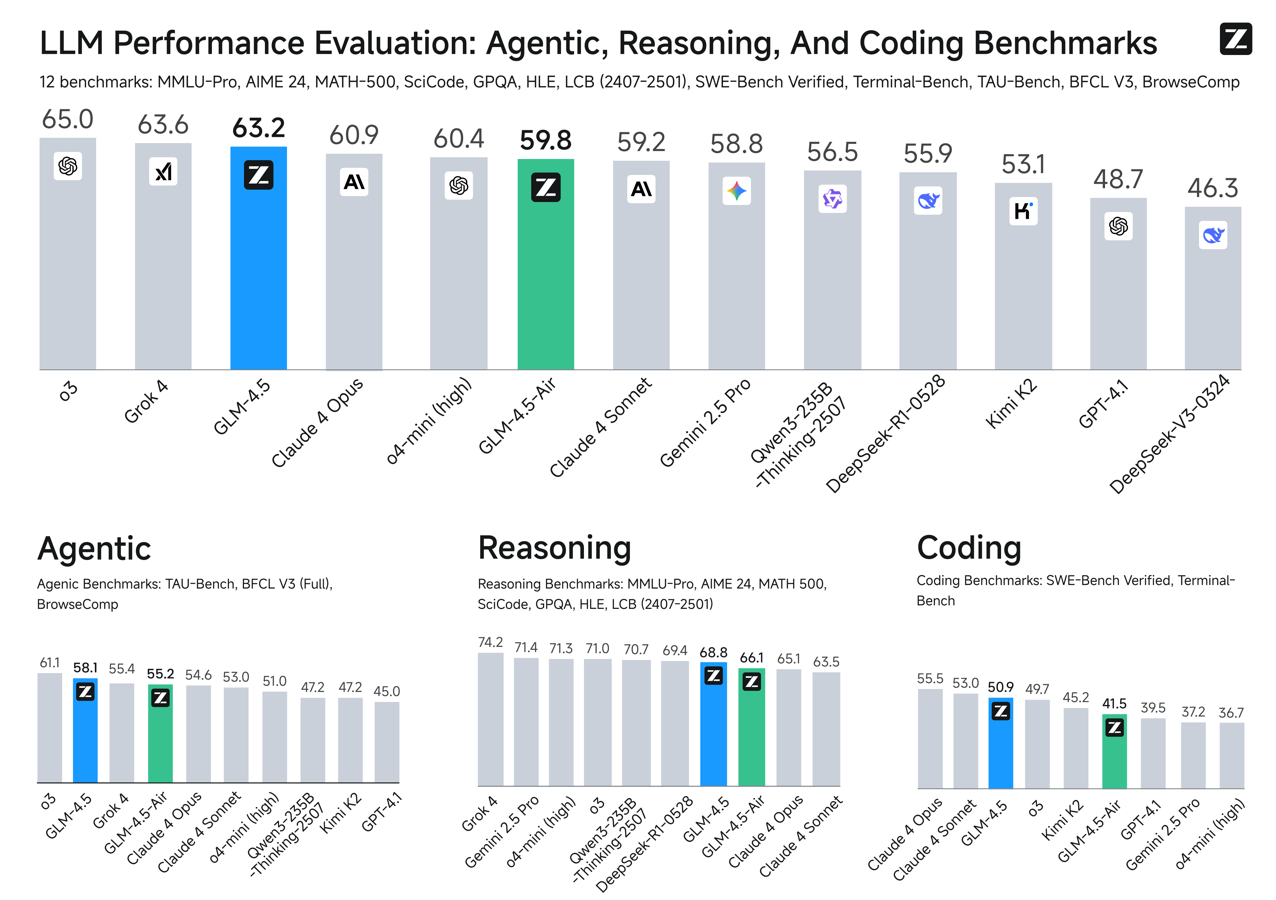 LLM Performance Evaluation: Agentic, Reasoning, And Coding Benchmarks
12 benchmarks: MMLU-Pro, AIME 24, MATH-500, SciCode, GPQA, HLE, LCB (2407-2501), SWE-Bench Verified, Terminal-Bench, TAU-Bench, BFCL V3, BrowseComp
65.0 63.6 63.2 60.9 60.4 59.8 59.2 58.8 56.5 55.9 53.1 48.7 46.3
o3
Grok 4
GLM-4.5
Claude 4 Opus
o4-mini (high)
GLM-4.5-Air
Claude 4 Sonnet
Gemini 2.5 Pro
Qwen3-235B
-Thinking-2507
DeepSeek-R1-0528
Kimi K2
GPT-4.1
DeepSeek-V3-0324
Agentic
Agenic Benchmarks: TAU-Bench, BFCL V3 (Full),
BrowseComp
61.1 58.1 55.4 55.2 54.6 53.0 51.0 47.2 47.2 45.0
o3
GLM-4.5
Grok 4
GLM-4.5-Air
Claude 4 Opus
Claude 4 Sonnet
o4-mini (high)
Qwen3-235B
-Thinking-2507
Kimi K2
GPT-4.1
Reasoning
Reasoning Benchmarks: MMLU-Pro, AIME 24, MATH 500,
SciCode, GPQA, HLE, LCB (2407-2501)
74.2 71.4 71.3 71.0 70.7 69.4 68.8 66.1 65.1 63.5
Grok 4
Gemini 2.5 Pro
o4-mini (high)
o3
Qwen3-235B
-Thinking-2507
DeepSeek-R1-0528
GLM-4.5
GLM-4.5-Air
Claude 4 Opus
Claude 4 Sonnet
Coding
Coding Benchmarks: SWE-Bench Verified, Terminal-
Bench
55.5 53.0 50.9 49.7 45.2 41.5 39.5 37.2 36.7
Claude 4 Opus
Claude 4 Sonnet
GLM-4.5
o3
Kimi K2
GLM-4.5-Air
GPT-4.1
Gemini 2.5 Pro
o4-mini (high)